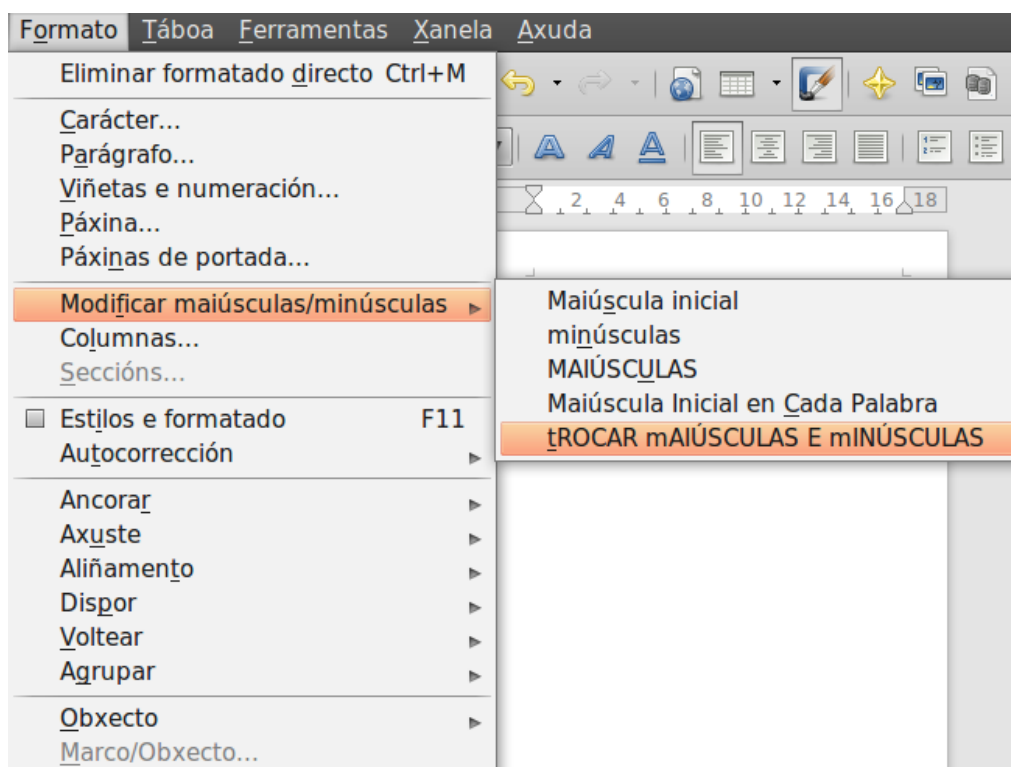 Formato Táboa Ferramentas Xanela Axuda
Eliminar formatado directo Ctrl+M
Carácter...
Parágrafo...
Viñetas e numeración...
Páxina...
Páxinas de portada...
2 4 6 8 10 12 14 16 18
Modificar maiúsculas/minúsculas
Columnas...
Seccións...
Estilos e formatado F11
Autocorrección
Ancorar
Axuste
Aliñamento
Dispor
Voltear
Agrupar
Obxecto
Marco/Obxecto...
Maiúscula inicial
minúsculas
MAIÚSCULAS
Maiúscula Inicial en Cada Palabra
tROCAR mAIÚSCULAS E mINÚSCULAS